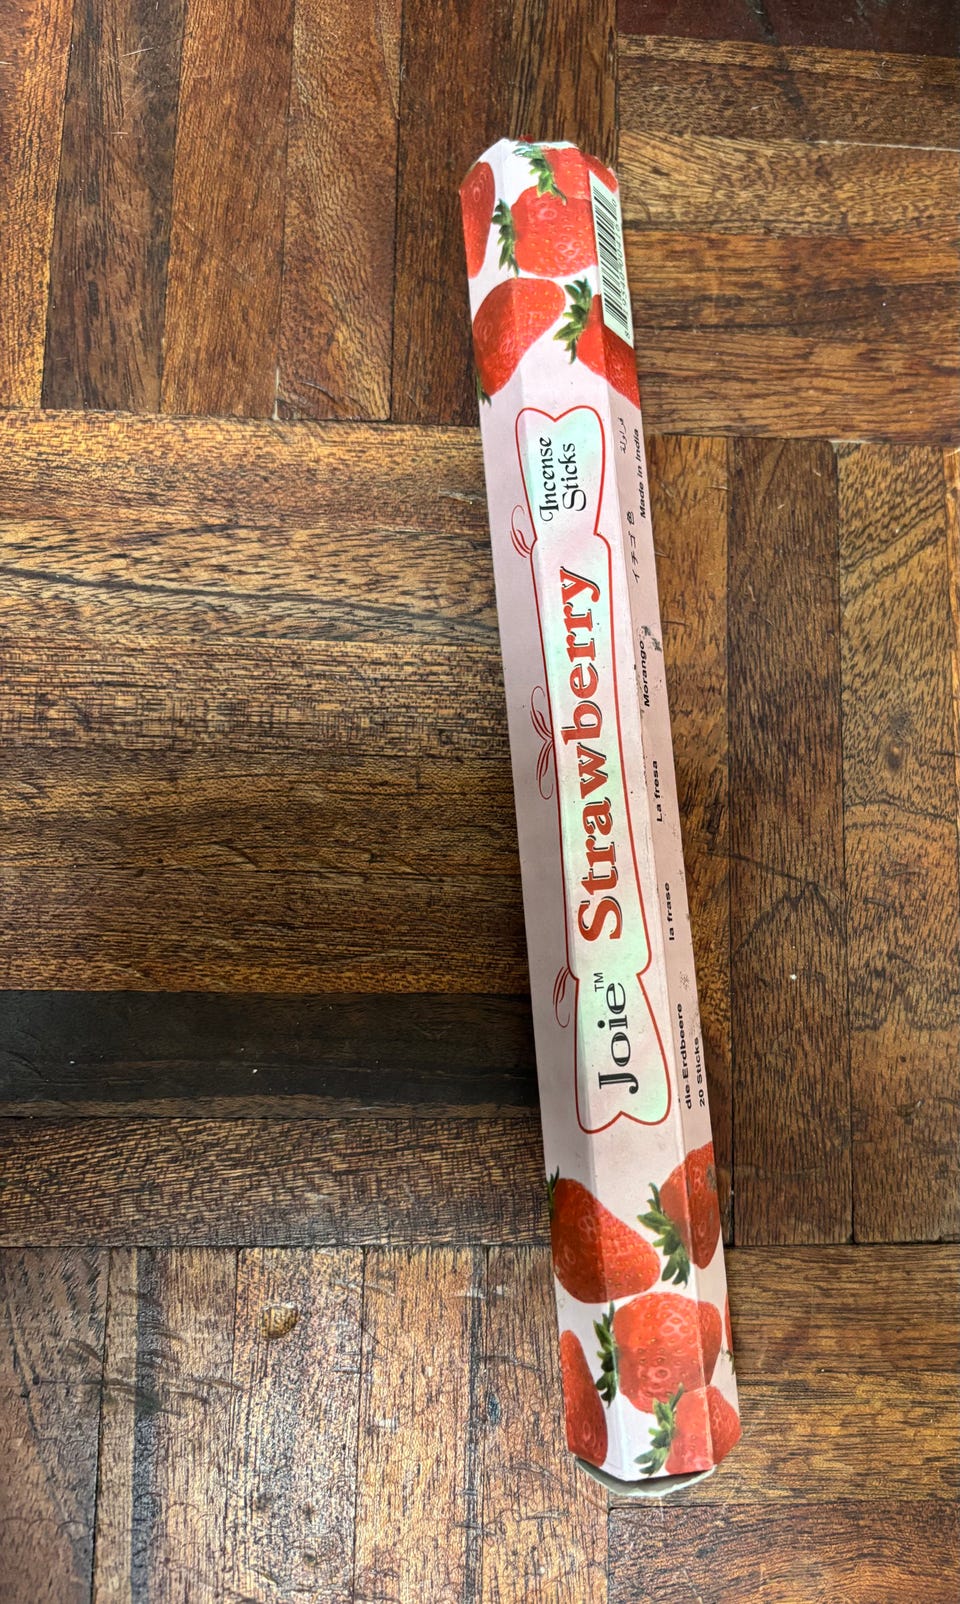 Joie™
Strawberry
Incense
Sticks
die Erdbeere
la frase
La fresa
Morango
イチゴ色
فراولة
20 Sticks
Made in India